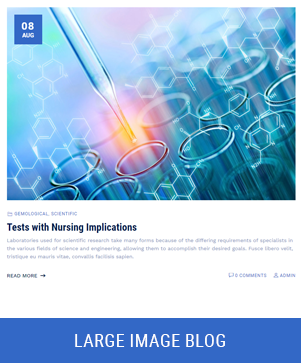 08
AUG
SEMOLOGICAL, SCIENTIFIC
Tests with Nursing Implications
Laboratories used for scientific research take many forms because of the differing requirements of specialists in
the various fields of science and engineering, allowing them to accomplish their desired goals. Fusce libero velit,
tristique eu mauris vitae, convallis facilisis sapien.
READ MORE →
0 COMMENTS ADMIN
LARGE IMAGE BLOG